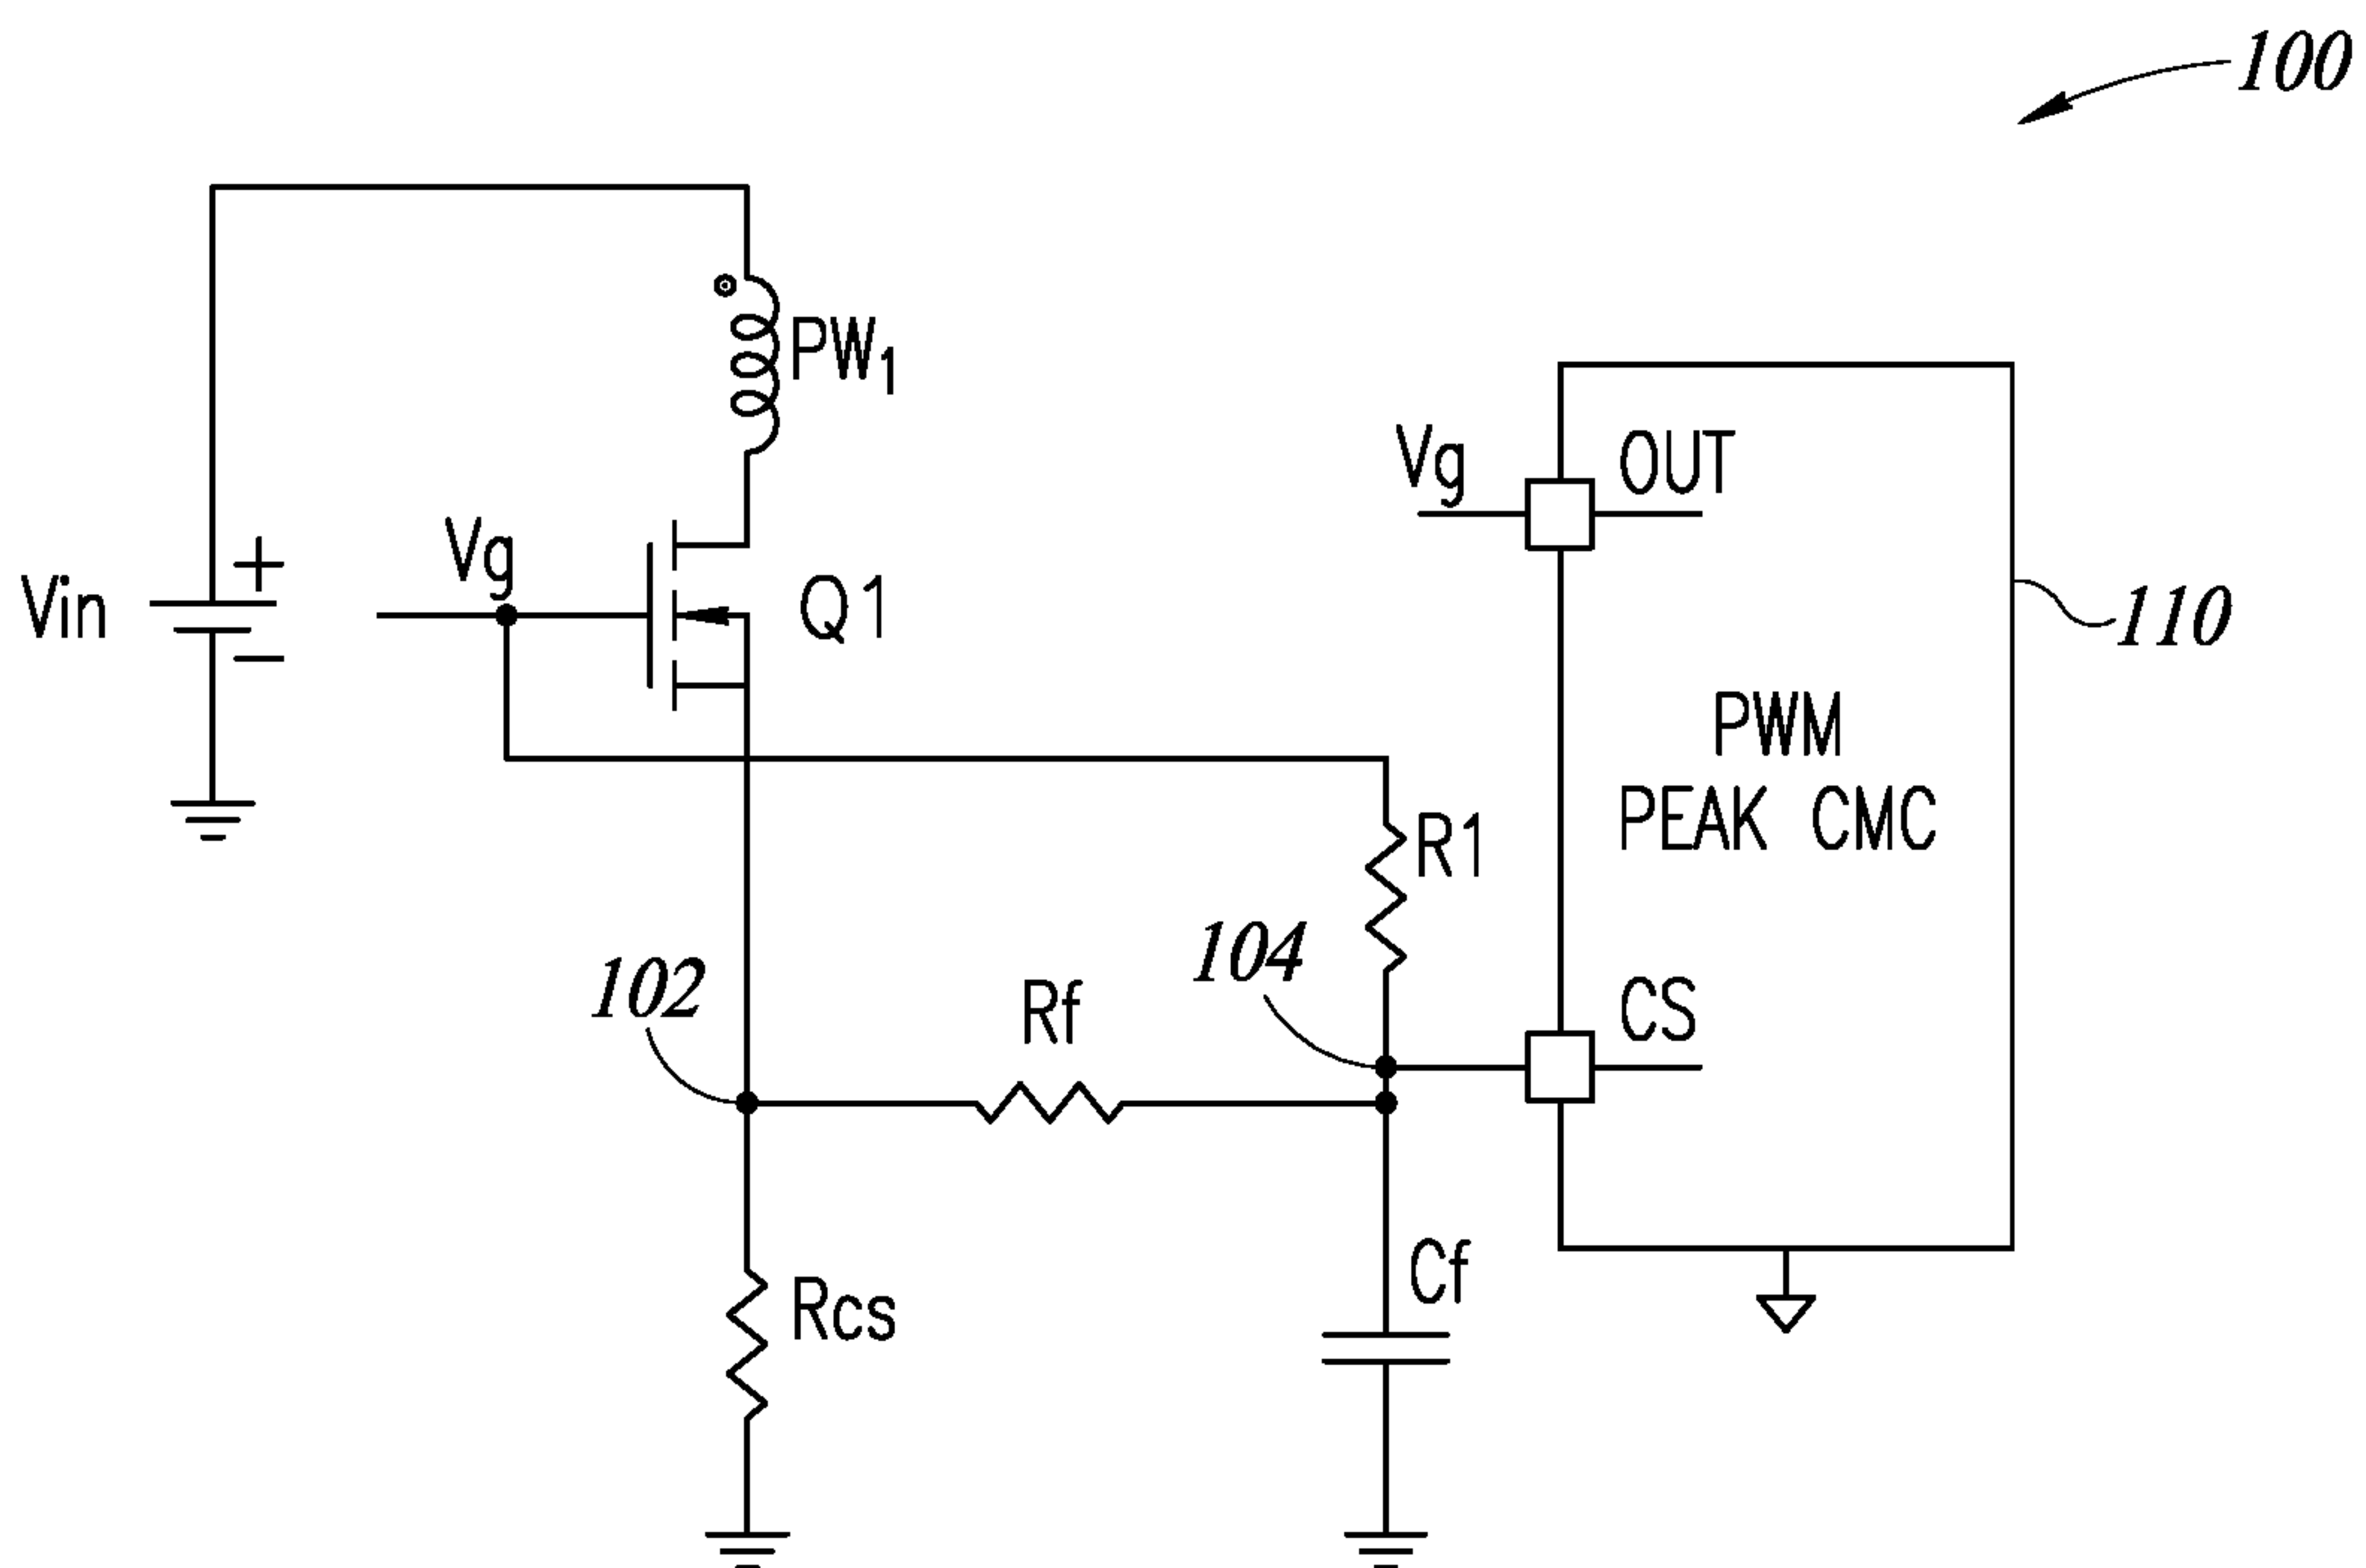 100
PW1
Vg
OUT
Vg
+
Vin
Q1
−
110
PWM
PEAK CMC
R1
104
102
Rf
CS
Cf
Rcs